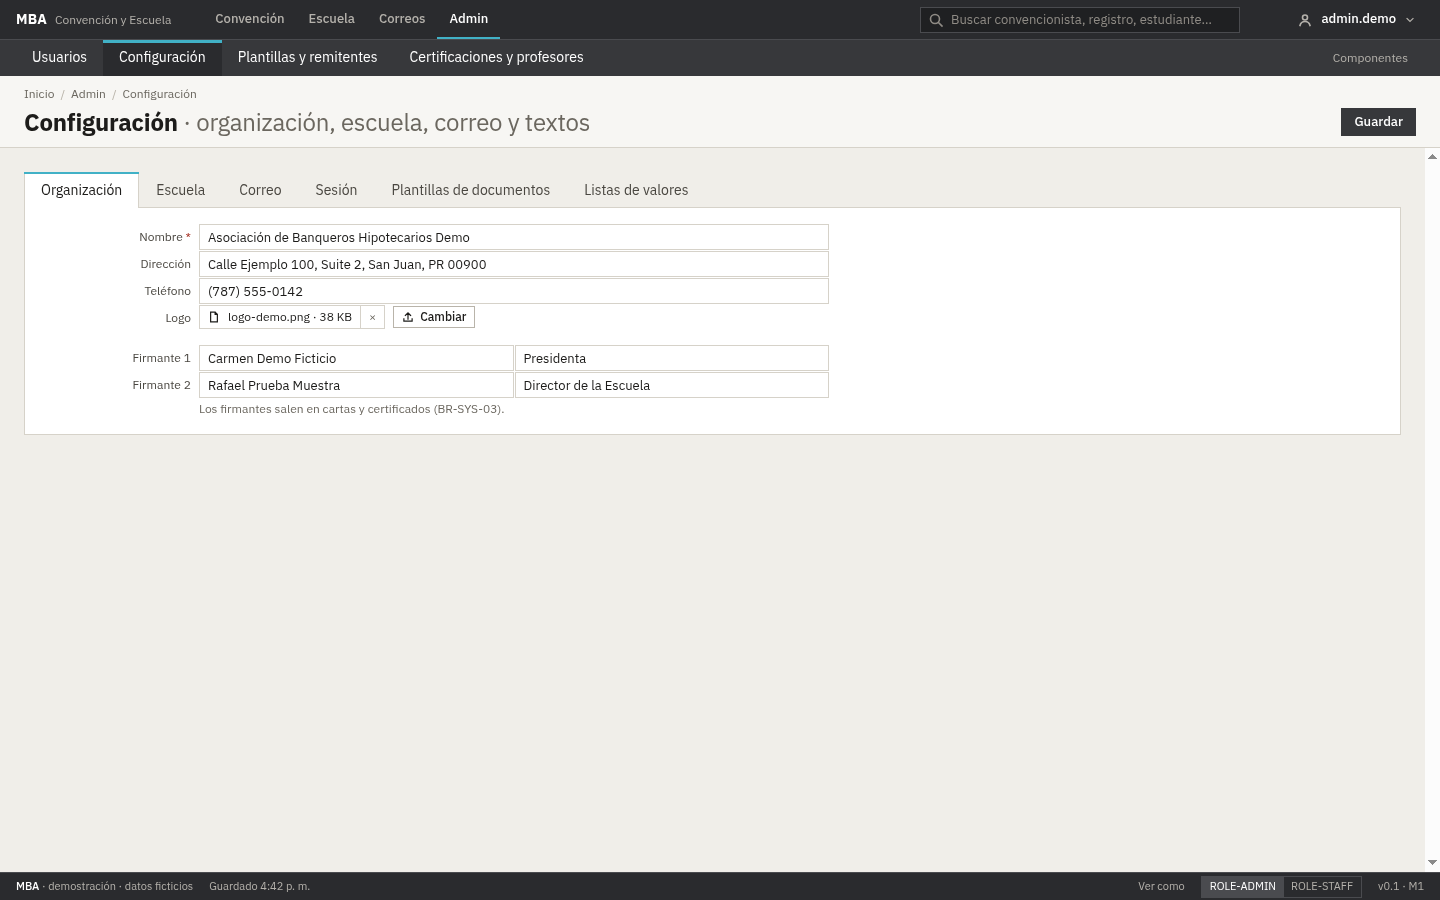 MBA Convención y Escuela Convención Escuela Correos Admin Buscar convencionista, registro, estudiante... admin.demo
Usuarios Configuración Plantillas y remitentes Certificaciones y profesores Componentes
Inicio / Admin / Configuración
Configuración · organización, escuela, correo y textos Guardar
Organización Escuela Correo Sesión Plantillas de documentos Listas de valores
Nombre * Asociación de Banqueros Hipotecarios Demo
Dirección Calle Ejemplo 100, Suite 2, San Juan, PR 00900
Teléfono (787) 555-0142
Logo logo-demo.png · 38 KB × Cambiar
Firmante 1 Carmen Demo Ficticio Presidenta
Firmante 2 Rafael Prueba Muestra Director de la Escuela
Los firmantes salen en cartas y certificados (BR-SYS-03).
MBA · demostración · datos ficticios Guardado 4:42 p. m. Ver como ROLE-ADMIN ROLE-STAFF v0.1 · M1